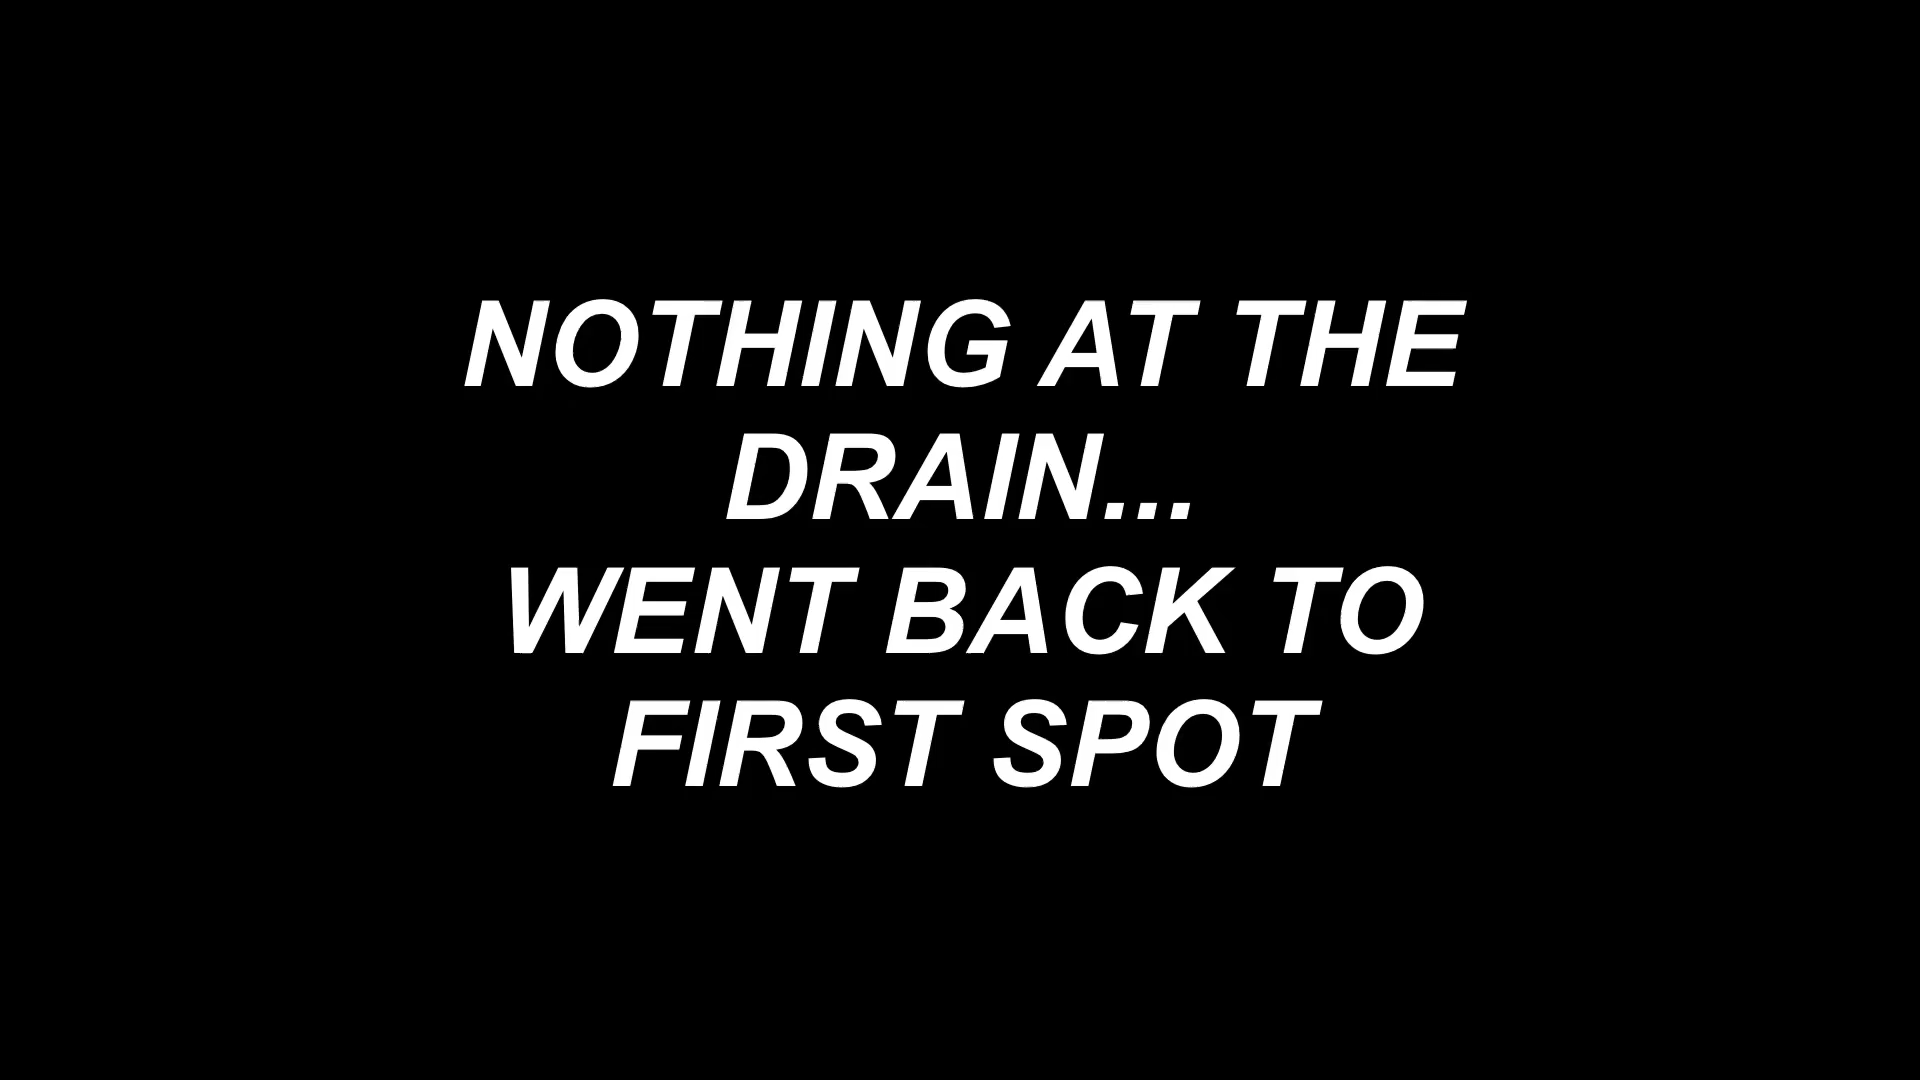 NOTHING AT THE
DRAIN...
WENT BACK TO
FIRST SPOT